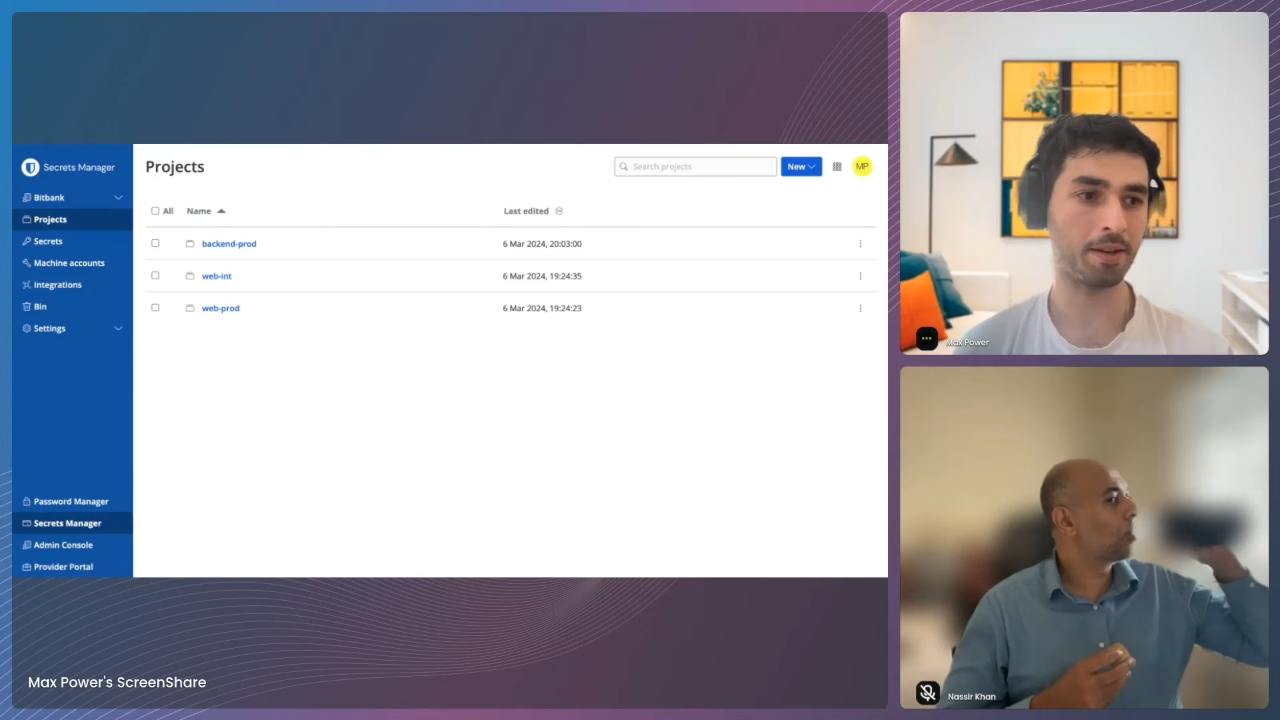 Secrets Manager
Bitbank
Projects
Secrets
Machine accounts
Integrations
Bin
Settings
Password Manager
Secrets Manager
Admin Console
Provider Portal
Projects
Search projects
New
MP
All Name Last edited
backend-prod 6 Mar 2024, 20:03:00
web-int 6 Mar 2024, 19:24:35
web-prod 6 Mar 2024, 19:24:23
Max Power's ScreenShare
Max Power
Nassir Khan